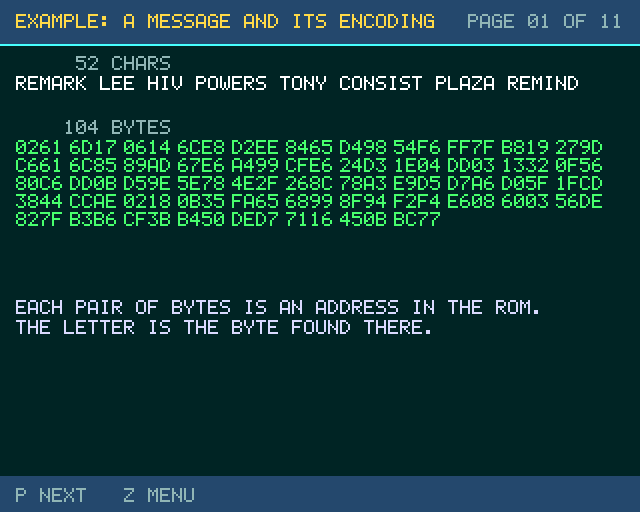 EXAMPLE: A MESSAGE AND ITS ENCODING PAGE 01 OF 11
52 CHARS
REMARK LEE HIV POWERS TONY CONSIST PLAZA REMIND
104 BYTES
0261 6D17 0614 6CE8 D2EE 8465 D498 54F6 FF7F B819 279D
C661 6C85 89AD 67E6 A499 CFE6 24D3 1E04 DD03 1332 0F56
80C6 DD0B D59E 5E78 4E2F 268C 78A3 E9D5 D7A6 D05F 1FCD
3844 CCAE 0218 0B35 FA65 6899 8F94 F2F4 E608 6003 56DE
827F B3B6 CF3B B450 DED7 7116 450B BC77
EACH PAIR OF BYTES IS AN ADDRESS IN THE ROM.
THE LETTER IS THE BYTE FOUND THERE.
P NEXT Z MENU